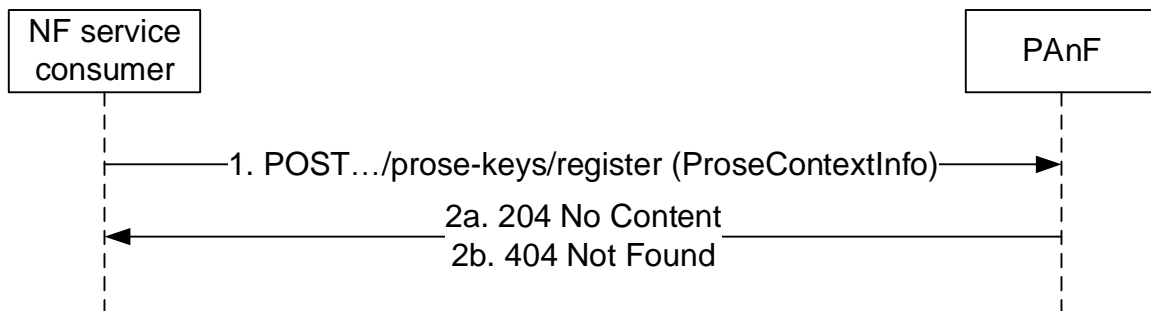 NF service
consumer
PAnF
1. POST…/prose-keys/register (ProseContextInfo)
2a. 204 No Content
2b. 404 Not Found